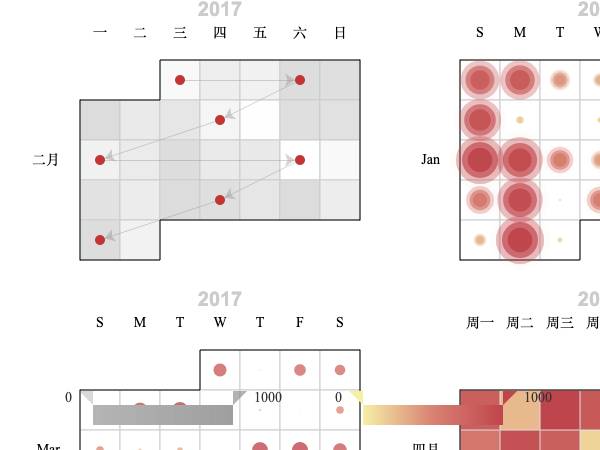 2017
一 二 三 四 五 六 日
二月
20
S M T
Jan
2017
S M T W T F S
0 1000
Mar
20
周一 周二 周三 周
0 1000
四月